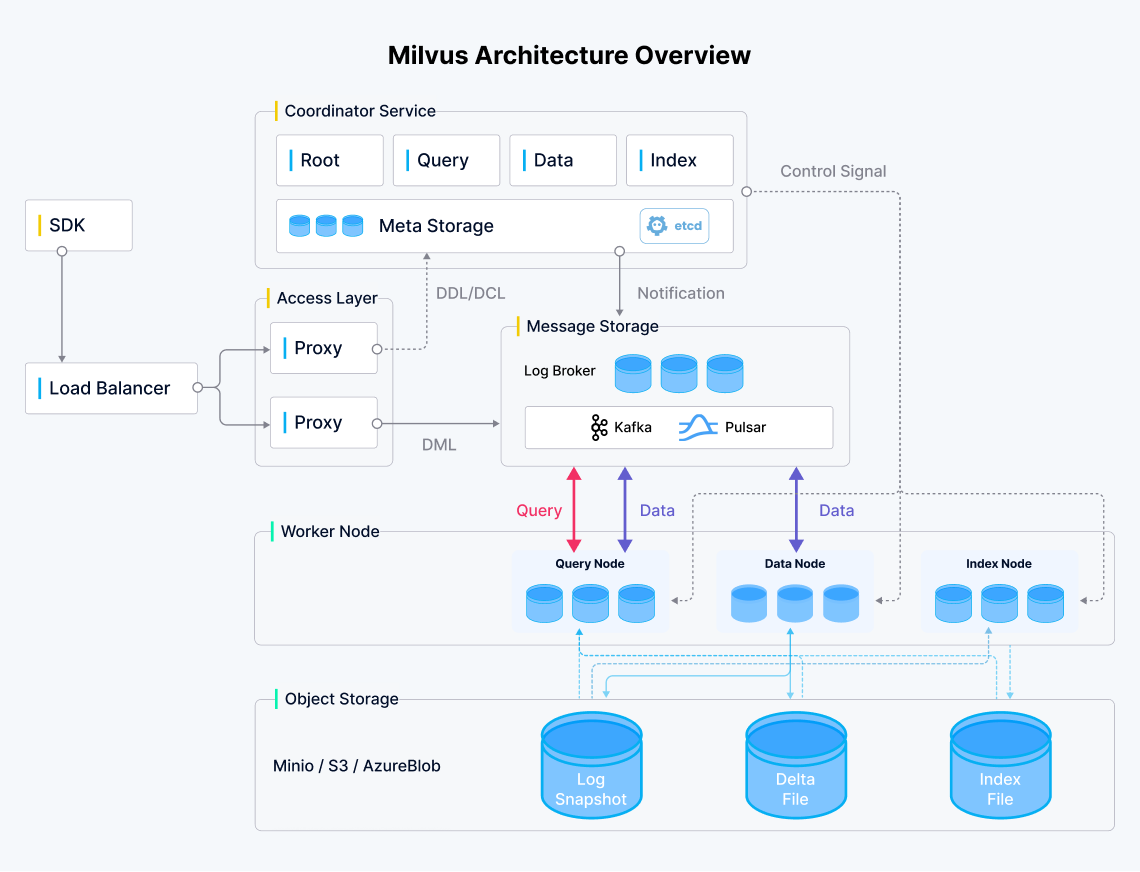 Milvus Architecture Overview
Coordinator Service
Root
Query
Data
Index
Control Signal
SDK
Meta Storage
etcd
DDL/DCL
Notification
Access Layer
Message Storage
Proxy
Log Broker
Load Balancer
Proxy
Kafka
Pulsar
DML
Query
Data
Data
Worker Node
Query Node
Data Node
Index Node
Object Storage
Minio / S3 / AzureBlob
Log
Snapshot
Delta
File
Index
File